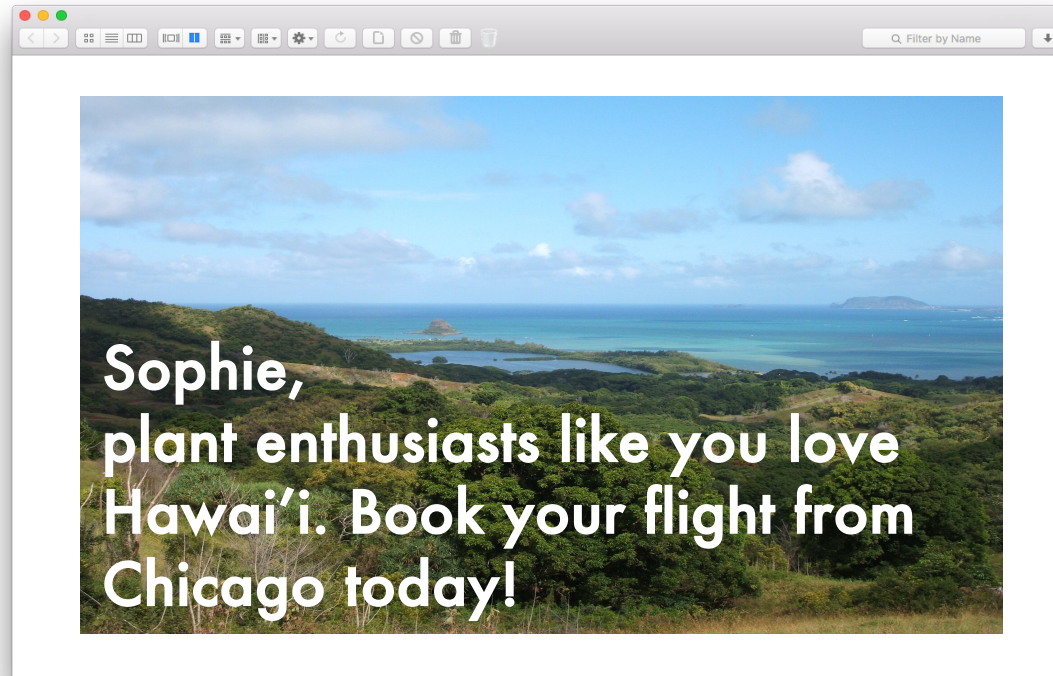 Filter by Name
Sophie,
plant enthusiasts like you love
Hawai’i. Book your flight from
Chicago today!